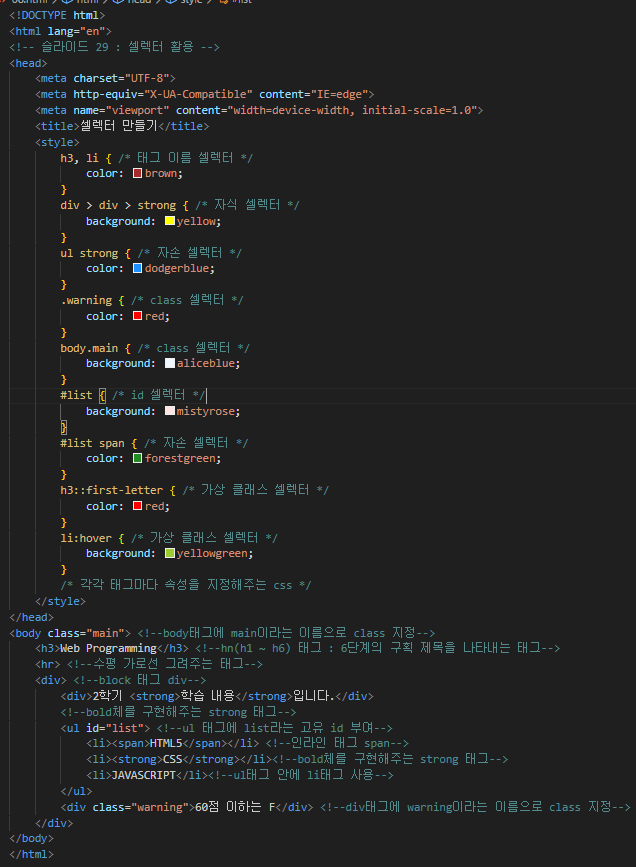 <!DOCTYPE html>
<html lang="en">
<!-- 슬라이드 29 : 셀렉터 활용 -->
<head>
<meta charset="UTF-8">
<meta http-equiv="X-UA-Compatible" content="IE=edge">
<meta name="viewport" content="width=device-width, initial-scale=1.0">
<title>셀렉터 만들기</title>
<style>
h3, li { /* 태그 이름 셀렉터 */
color: brown;
}
div > div > strong { /* 자식 셀렉터 */
background: yellow;
}
ul strong { /* 자손 셀렉터 */
color: dodgerblue;
}
.warning { /* class 셀렉터 */
color: red;
}
body.main { /* class 셀렉터 */
background: aliceblue;
}
#list { /* id 셀렉터 */
background: mistyrose;
}
#list span { /* 자손 셀렉터 */
color: forestgreen;
}
h3::first-letter { /* 가상 클래스 셀렉터 */
color: red;
}
li:hover { /* 가상 클래스 셀렉터 */
background: yellowgreen;
}
/* 각각 태그마다 속성을 지정해주는 css */
</style>
</head>
<body class="main"> <!--body태그에 main이라는 이름으로 class 지정-->
<h3>Web Programming</h3> <!--hn(h1 ~ h6) 태그 : 6단계의 구획 제목을 나타내는 태그-->
<hr> <!--수평 가로선 그려주는 태그-->
<div> <!--block 태그 div-->
<div>2학기 <strong>학습 내용</strong>입니다.</div>
<!--bold체를 구현해주는 strong 태그-->
<ul id="list"> <!--ul 태그에 list라는 고유 id 부여-->
<li><span>HTML5</span></li> <!--인라인 태그 span-->
<li><strong>CSS</strong></li><!--bold체를 구현해주는 strong 태그-->
<li>JAVASCRIPT</li><!--ul태그 안에 li태그 사용-->
</ul>
<div class="warning">60점 이하는 F</div> <!--div태그에 warning이라는 이름으로 class 지정-->
</div>
</body>
</html>